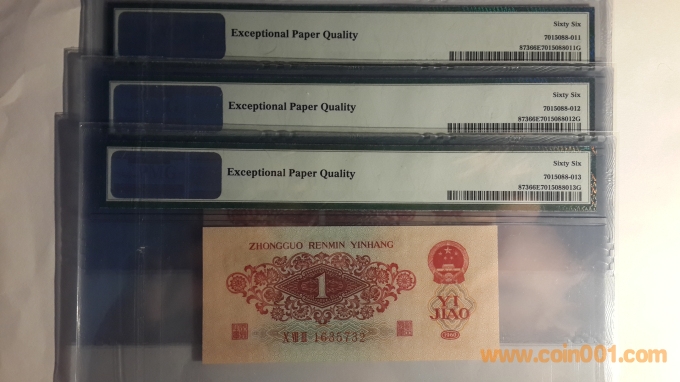 Exceptional Paper Quality
Sixty Six
7015088-011
87366E7015088011G
Exceptional Paper Quality
Sixty Six
7015088-012
87366E7015088012G
Exceptional Paper Quality
Sixty Six
7015088-013
87366E7015088013G
ZHONGGUO RENMIN YINHANG
1
YI
JIAO
1635732
www.coin001.com